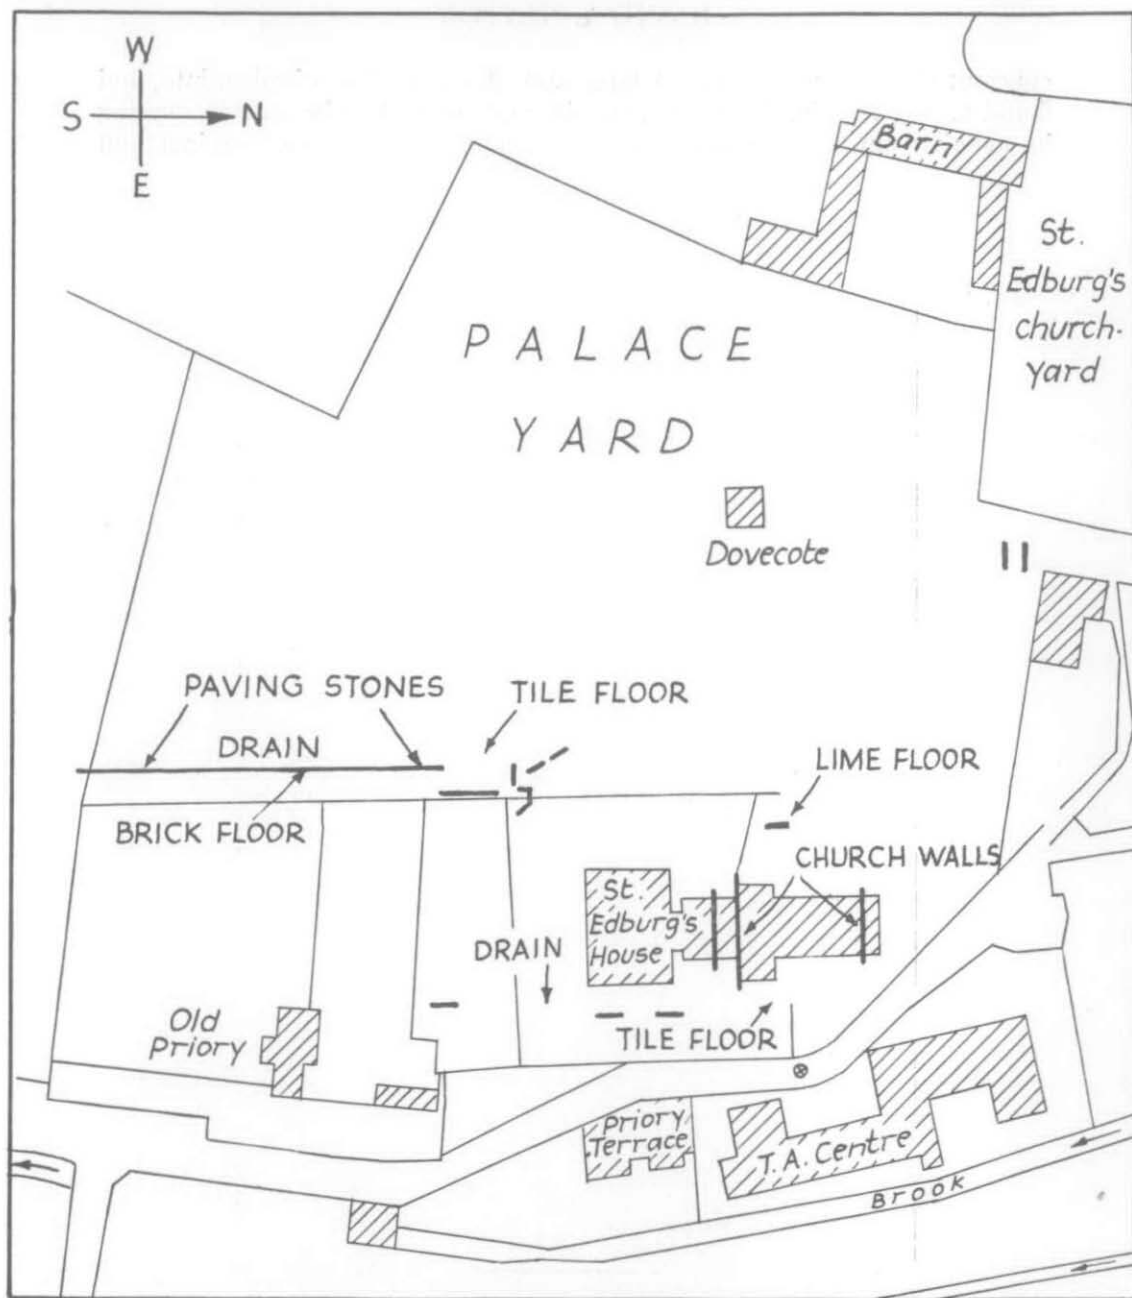 W
S N
E
Barn
St.
Edburg's
church-
yard
PALACE
YARD
Dovecote
PAVING STONES
TILE FLOOR
DRAIN
LIME FLOOR
BRICK FLOOR
CHURCH WALLS
St.
Edburg's
House
DRAIN
Old
Priory
TILE FLOOR
Priory
Terrace
T.A. Centre
BROOK